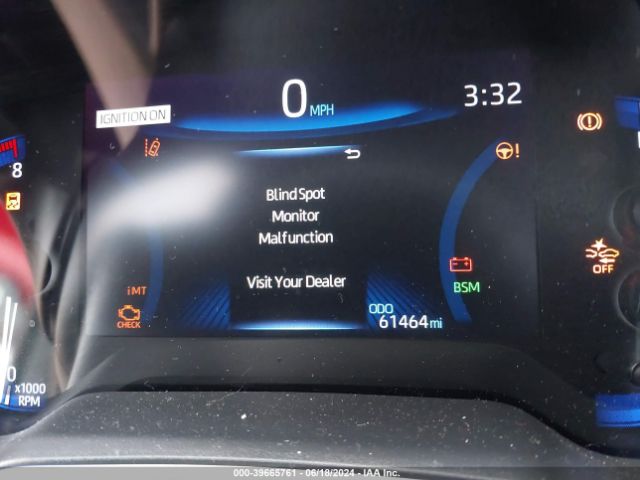 IGNITION ON
0 MPH
3:32
8
Blind Spot
Monitor
Malfunction
Visit Your Dealer
iMT
CHECK
BSM
OFF
ODO
61464 mi
0
x1000
RPM
000-39665761 - 06/18/2024 - IAA Inc.